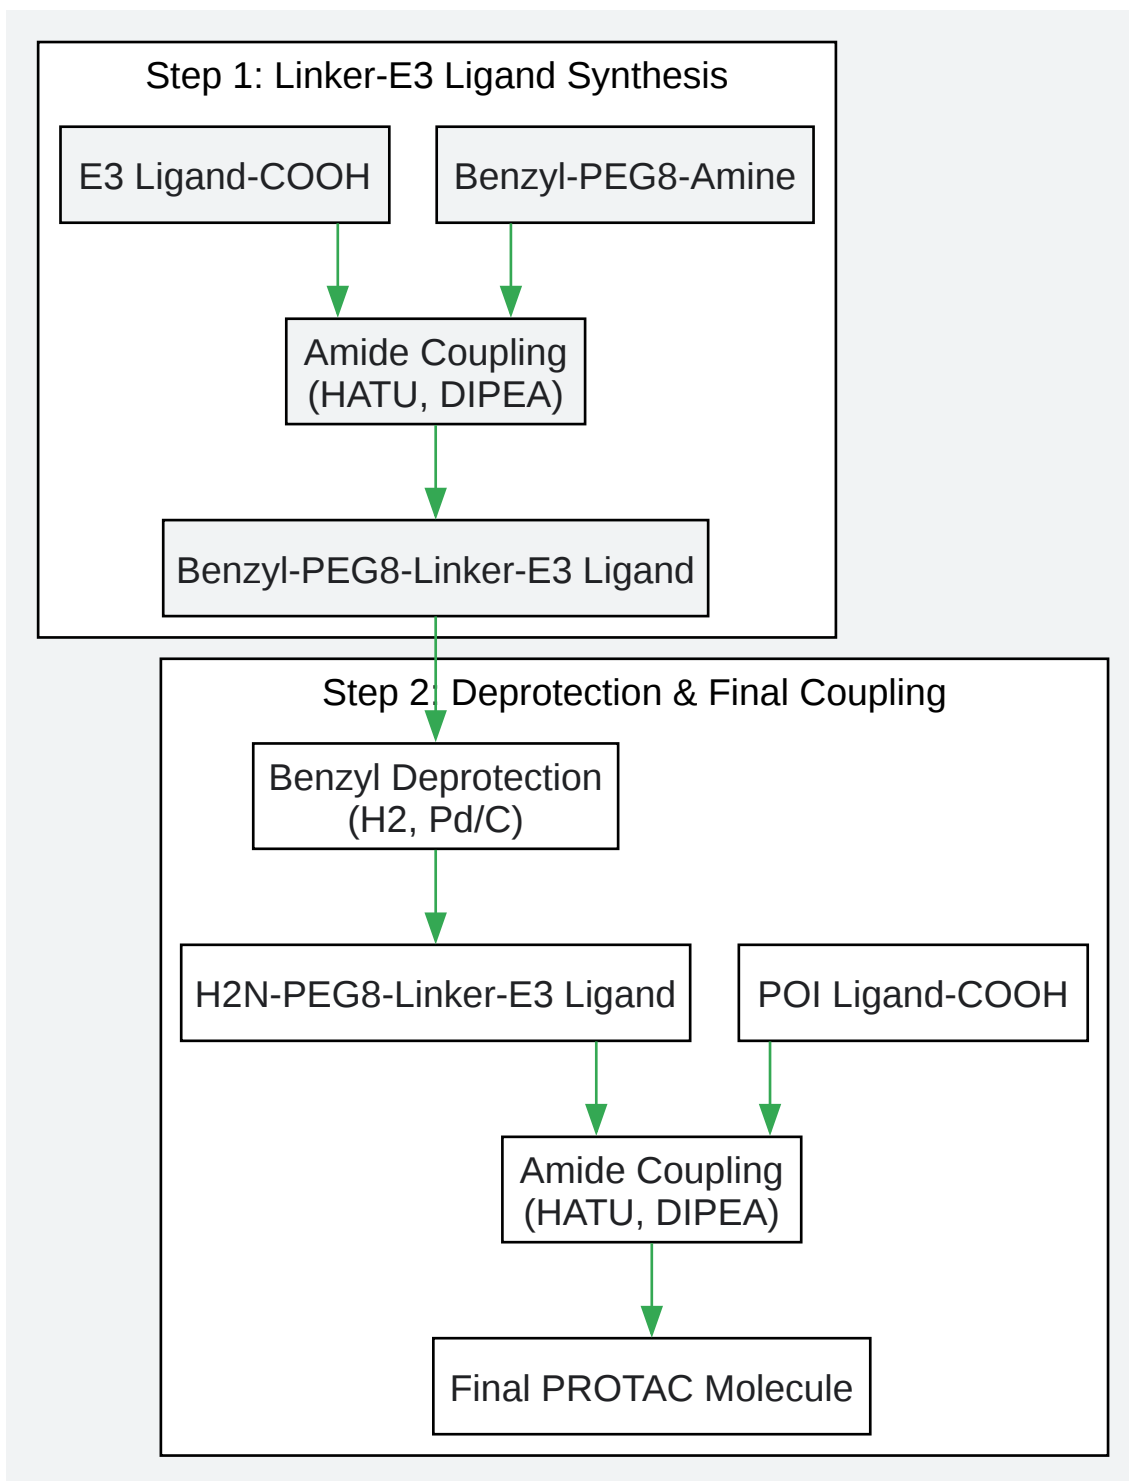 Step 1: Linker-E3 Ligand Synthesis
E3 Ligand-COOH
Benzyl-PEG8-Amine
Amide Coupling
(HATU, DIPEA)
Benzyl-PEG8-Linker-E3 Ligand
Step 2: Deprotection & Final Coupling
Benzyl Deprotection
(H2, Pd/C)
H2N-PEG8-Linker-E3 Ligand
POI Ligand-COOH
Amide Coupling
(HATU, DIPEA)
Final PROTAC Molecule